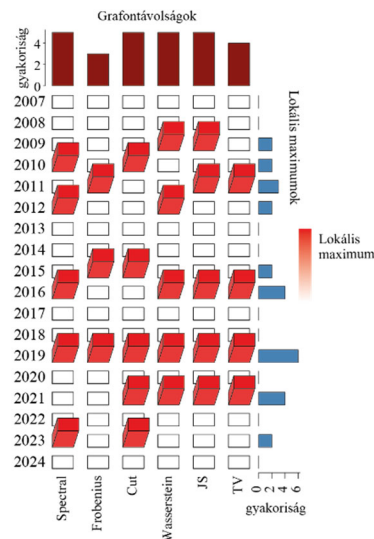 Grafontávolságok
gyakoriság
4
2
0
Lokális maximumok
2007
2008
2009
2010
2011
2012
2013
2014
2015
2016
2017
2018
2019
2020
2021
2022
2023
2024
Lokális
maximum
Spectral
Frobenius
Cut
Wasserstein
JS
TV
0
2
4
6
gyakoriság